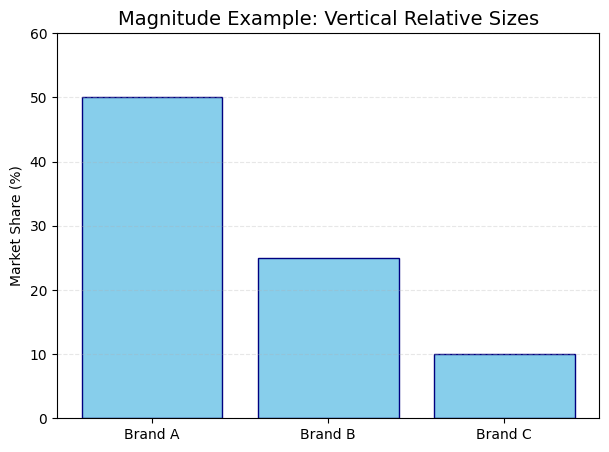 Magnitude Example: Vertical Relative Sizes
60
50
40
30
20
10
0
Market Share (%)
Brand A
Brand B
Brand C